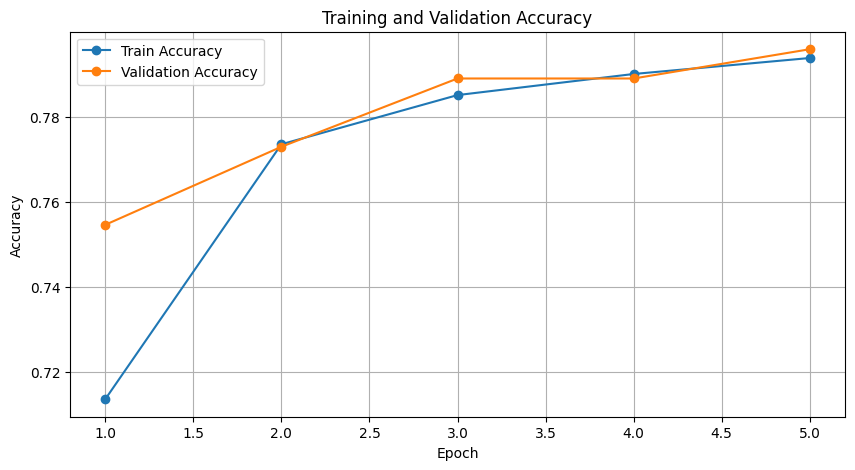 Training and Validation Accuracy
Train Accuracy
Validation Accuracy
0.78
0.76
0.74
0.72
Accuracy
1.0 1.5 2.0 2.5 3.0 3.5 4.0 4.5 5.0
Epoch